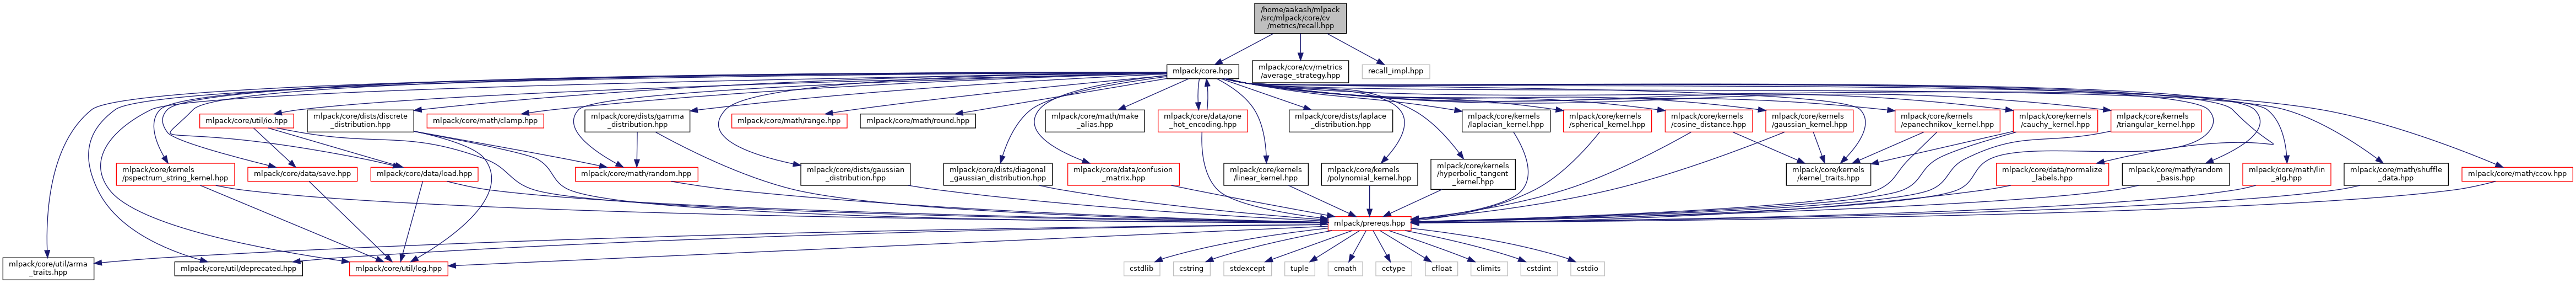 /home/aakash/mlpack
/src/mlpack/core/cv
/metrics/recall.hpp
mlpack/core.hpp
mlpack/core/cv/metrics
/average_strategy.hpp
recall_impl.hpp
mlpack/core/util/io.hpp
mlpack/core/dists/discrete
_distribution.hpp
mlpack/core/math/clamp.hpp
mlpack/core/dists/gamma
_distribution.hpp
mlpack/core/math/range.hpp
mlpack/core/math/round.hpp
mlpack/core/math/make
_alias.hpp
mlpack/core/data/one
_hot_encoding.hpp
mlpack/core/dists/laplace
_distribution.hpp
mlpack/core/kernels
/laplacian_kernel.hpp
mlpack/core/kernels
/spherical_kernel.hpp
mlpack/core/kernels
/cosine_distance.hpp
mlpack/core/kernels
/gaussian_kernel.hpp
mlpack/core/kernels
/epanechnikov_kernel.hpp
mlpack/core/kernels
/cauchy_kernel.hpp
mlpack/core/kernels
/triangular_kernel.hpp
mlpack/core/kernels
/pspectrum_string_kernel.hpp
mlpack/core/data/save.hpp
mlpack/core/data/load.hpp
mlpack/core/math/random.hpp
mlpack/core/dists/gaussian
_distribution.hpp
mlpack/core/dists/diagonal
_gaussian_distribution.hpp
mlpack/core/data/confusion
_matrix.hpp
mlpack/core/kernels
/linear_kernel.hpp
mlpack/core/kernels
/polynomial_kernel.hpp
mlpack/core/kernels
/hyperbolic_tangent
_kernel.hpp
mlpack/core/kernels
/kernel_traits.hpp
mlpack/core/data/normalize
_labels.hpp
mlpack/core/math/random
_basis.hpp
mlpack/core/math/lin
_alg.hpp
mlpack/core/math/shuffle
_data.hpp
mlpack/core/math/ccov.hpp
mlpack/prereqs.hpp
mlpack/core/util/arma
_traits.hpp
mlpack/core/util/deprecated.hpp
mlpack/core/util/log.hpp
cstdlib
cstring
stdexcept
tuple
cmath
cctype
cfloat
climits
cstdint
cstdio